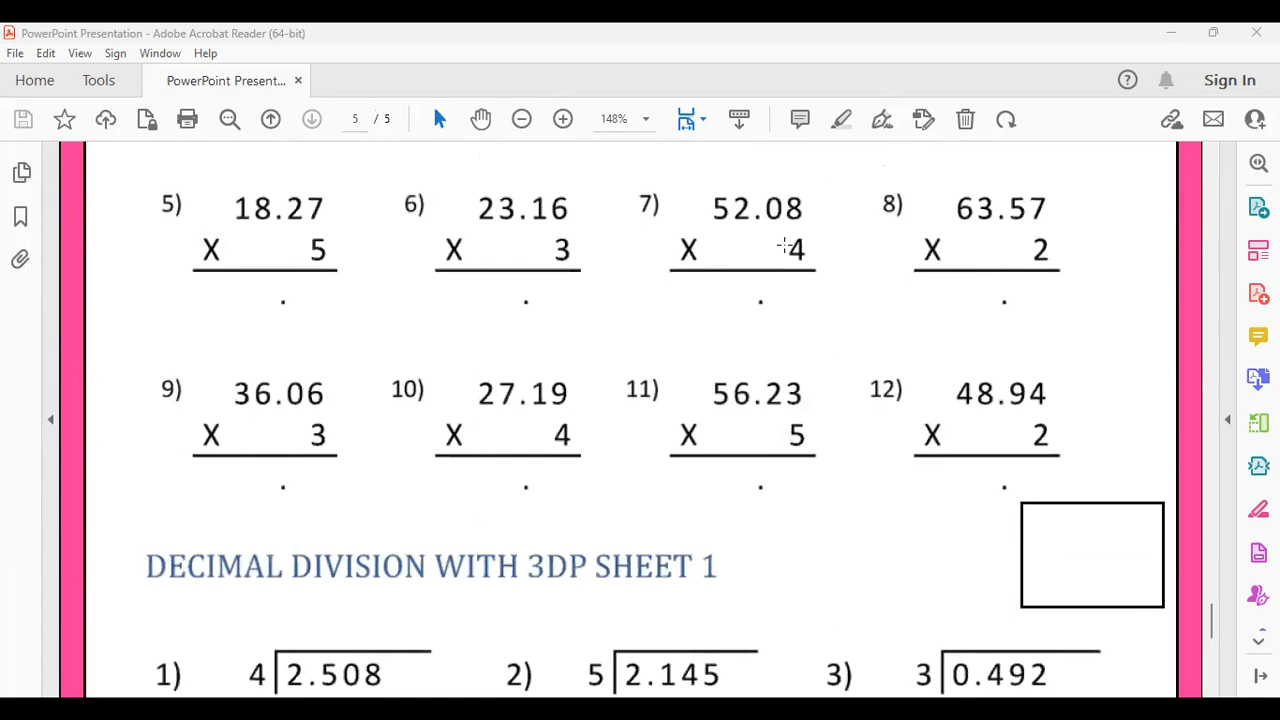 PowerPoint Presentation - Adobe Acrobat Reader (64-bit)
File Edit View Sign Window Help
Home Tools PowerPoint Present... ×
Sign In
5 / 5 148%
5) 18.27 6) 23.16 7) 52.08 8) 63.57
X 5 X 3 X 4 X 2
. . . .
9) 36.06 10) 27.19 11) 56.23 12) 48.94
X 3 X 4 X 5 X 2
. . . .
DECIMAL DIVISION WITH 3DP SHEET 1
1) 4 2.508 2) 5 2.145 3) 3 0.492